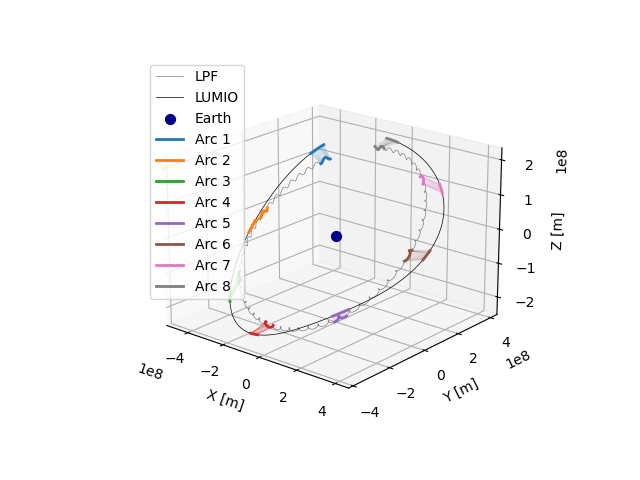 LPF
LUMIO
Earth
Arc 1
Arc 2
Arc 3
Arc 4
Arc 5
Arc 6
Arc 7
Arc 8
1e8
Z [m]
2
1
0
−1
−2
1e8
X [m]
−4
−2
0
2
4
1e8
Y [m]
−4
−2
0
2
4